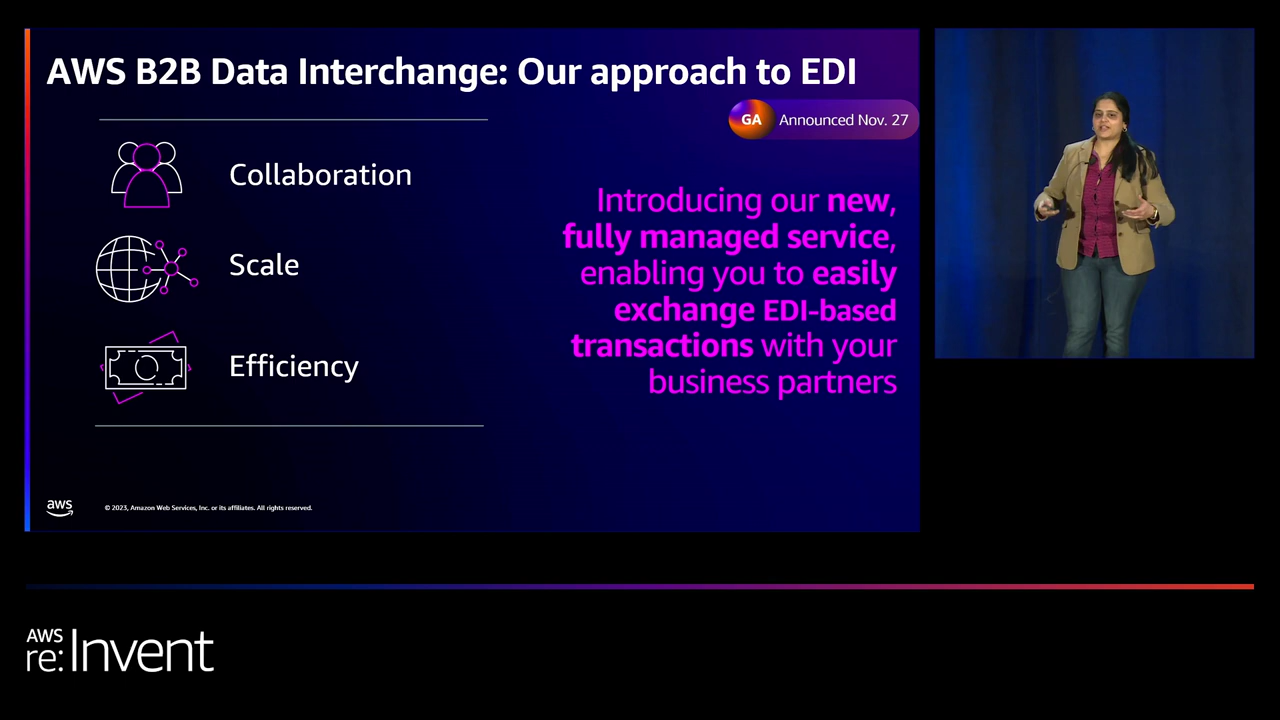 AWS B2B Data Interchange: Our approach to EDI
GA Announced Nov. 27
Collaboration
Scale
Efficiency
Introducing our new,
fully managed service,
enabling you to easily
exchange EDI-based
transactions with your
business partners
aws
© 2023, Amazon Web Services, Inc. or its affiliates. All rights reserved.
AWS
re:Invent